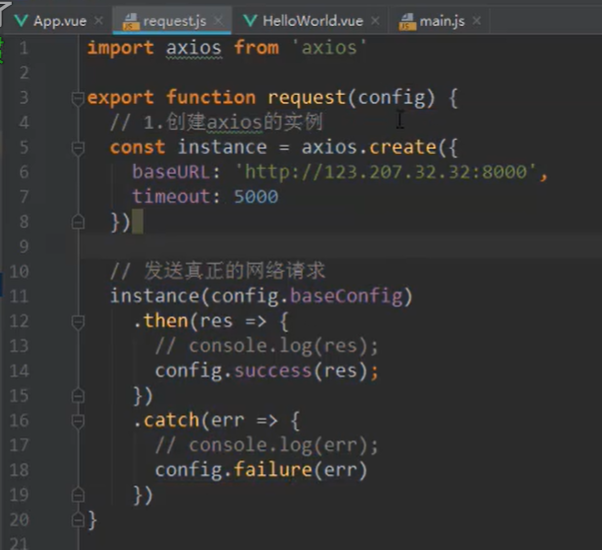 App.vue request.js HelloWorld.vue main.js
1 import axios from 'axios'
2
3 export function request(config) {
4 // 1.创建axios的实例
5 const instance = axios.create({
6 baseURL: 'http://123.207.32.32:8000',
7 timeout: 5000
8 })
9
10 // 发送真正的网络请求
11 instance(config.baseConfig)
12 .then(res => {
13 // console.log(res);
14 config.success(res);
15 })
16 .catch(err => {
17 // console.log(err);
18 config.failure(err)
19 })
20 }
21